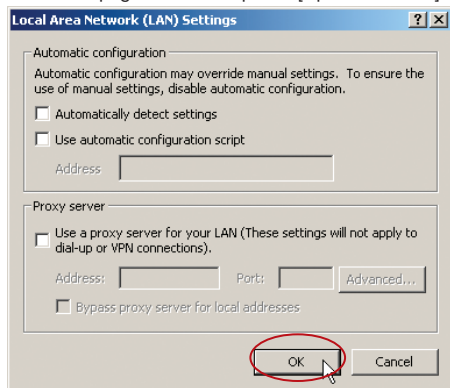 Local Area Network (LAN) Settings
Automatic configuration
Automatic configuration may override manual settings. To ensure the
use of manual settings, disable automatic configuration.
Automatically detect settings
Use automatic configuration script
Address
Proxy server
Use a proxy server for your LAN (These settings will not apply to
dial-up or VPN connections).
Address: Port: Advanced...
Bypass proxy server for local addresses
OK Cancel